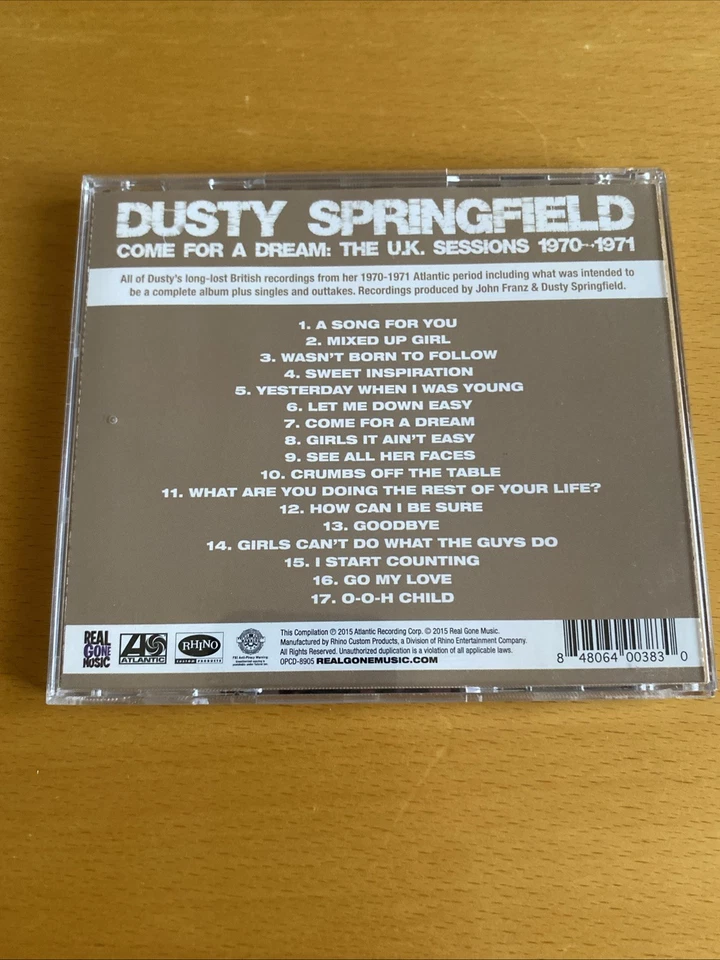 DUSTY SPRINGFIELD
COME FOR A DREAM: THE U.K. SESSIONS 1970-1971
All of Dusty's long-lost British recordings from her 1970-1971 Atlantic period including what was intended to
be a complete album plus singles and outtakes. Recordings produced by John Franz & Dusty Springfield.
1. A SONG FOR YOU
2. MIXED UP GIRL
3. WASN'T BORN TO FOLLOW
4. SWEET INSPIRATION
5. YESTERDAY WHEN I WAS YOUNG
6. LET ME DOWN EASY
7. COME FOR A DREAM
8. GIRLS IT AIN'T EASY
9. SEE ALL HER FACES
10. CRUMBS OFF THE TABLE
11. WHAT ARE YOU DOING THE REST OF YOUR LIFE?
12. HOW CAN I BE SURE
13. GOODBYE
14. GIRLS CAN'T DO WHAT THE GUYS DO
15. I START COUNTING
16. GO MY LOVE
17. O-O-H CHILD
REAL
GONE
MUSIC
ATLANTIC
RHINO
CUSTOM PRODUCTS
FBI Anti-Piracy Warning:
This Compilation ℗ 2015 Atlantic Recording Corp. © 2015 Real Gone Music.
Manufactured by Rhino Custom Products, a Division of Rhino Entertainment Company.
All Rights Reserved. Unauthorized duplication is a violation of all applicable laws.
OPCD-8905 REALGONEMUSIC.COM
8 48064 00383 0